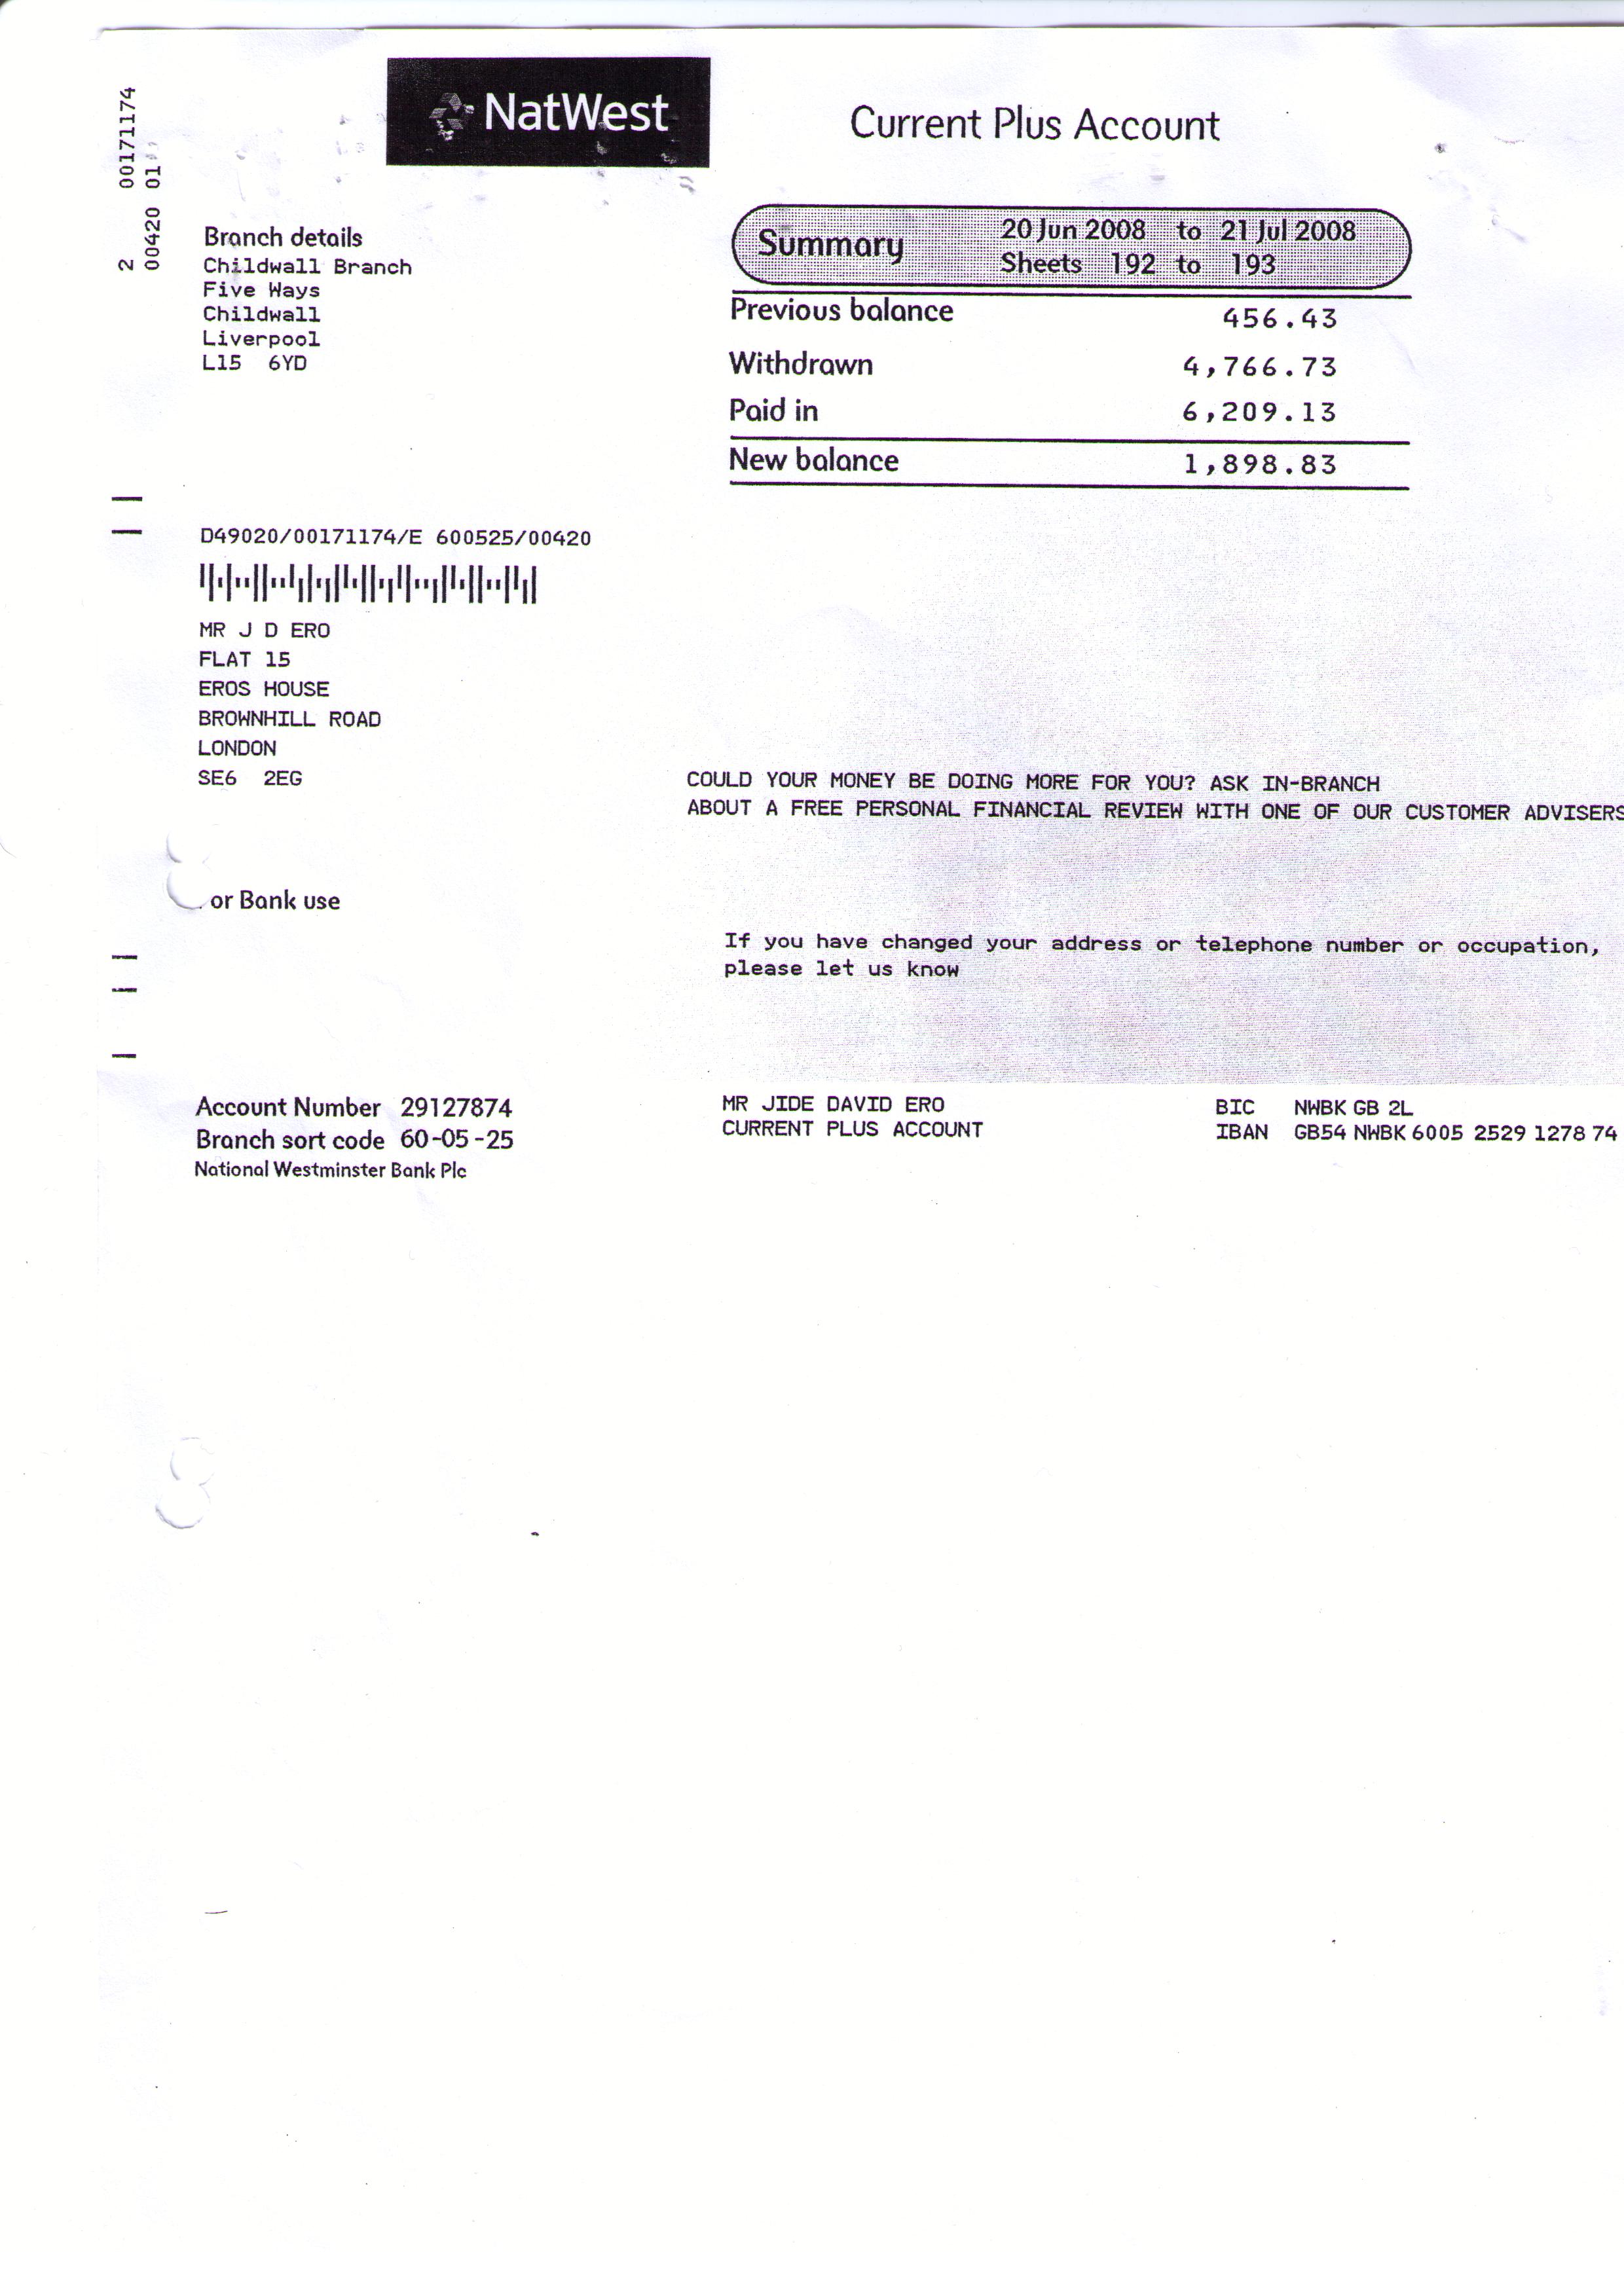 2 00171174
00420 01
NatWest
Current Plus Account
Branch details
Childwall Branch
Five Ways
Childwall
Liverpool
L15 6YD
Summary
20 Jun 2008 to 21 Jul 2008
Sheets 192 to 193
Previous balance 456.43
Withdrawn 4,766.73
Paid in 6,209.13
New balance 1,898.83
D49020/00171174/E 600525/00420
MR J D ERO
FLAT 15
EROS HOUSE
BROWNHILL ROAD
LONDON
SE6 2EG
COULD YOUR MONEY BE DOING MORE FOR YOU? ASK IN-BRANCH
ABOUT A FREE PERSONAL FINANCIAL REVIEW WITH ONE OF OUR CUSTOMER ADVISERS
or Bank use
If you have changed your address or telephone number or occupation,
please let us know
Account Number 29127874
Branch sort code 60-05-25
National Westminster Bank Plc
MR JIDE DAVID ERO
CURRENT PLUS ACCOUNT
BIC NWBK GB 2L
IBAN GB54 NWBK 6005 2529 1278 74